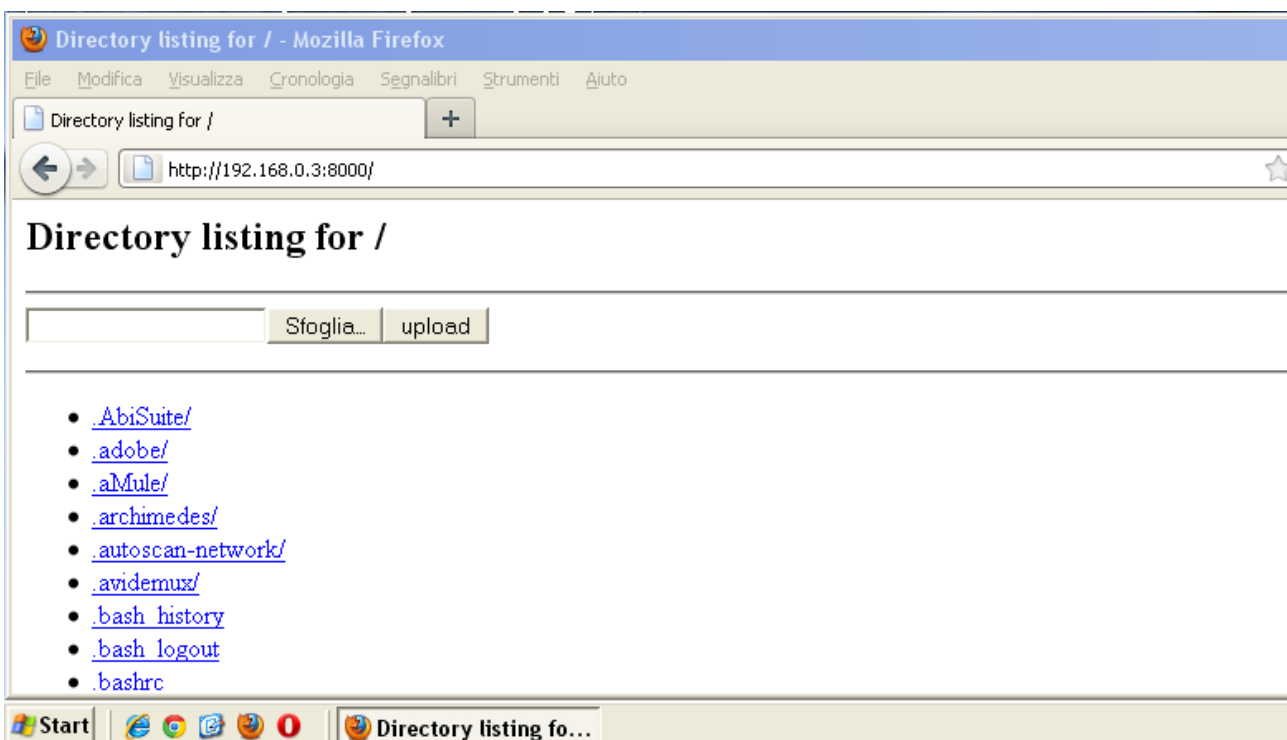 Directory listing for / - Mozilla Firefox
File Modifica Visualizza Cronologia Segnalibri Strumenti Aiuto
Directory listing for /
http://192.168.0.3:8000/
Directory listing for /
Sfoglia... upload
.AbiSuite/
.adobe/
.aMule/
.archimedes/
.autoscan-network/
.avidemux/
.bash_history
.bash_logout
.bashrc
Start Directory listing fo...